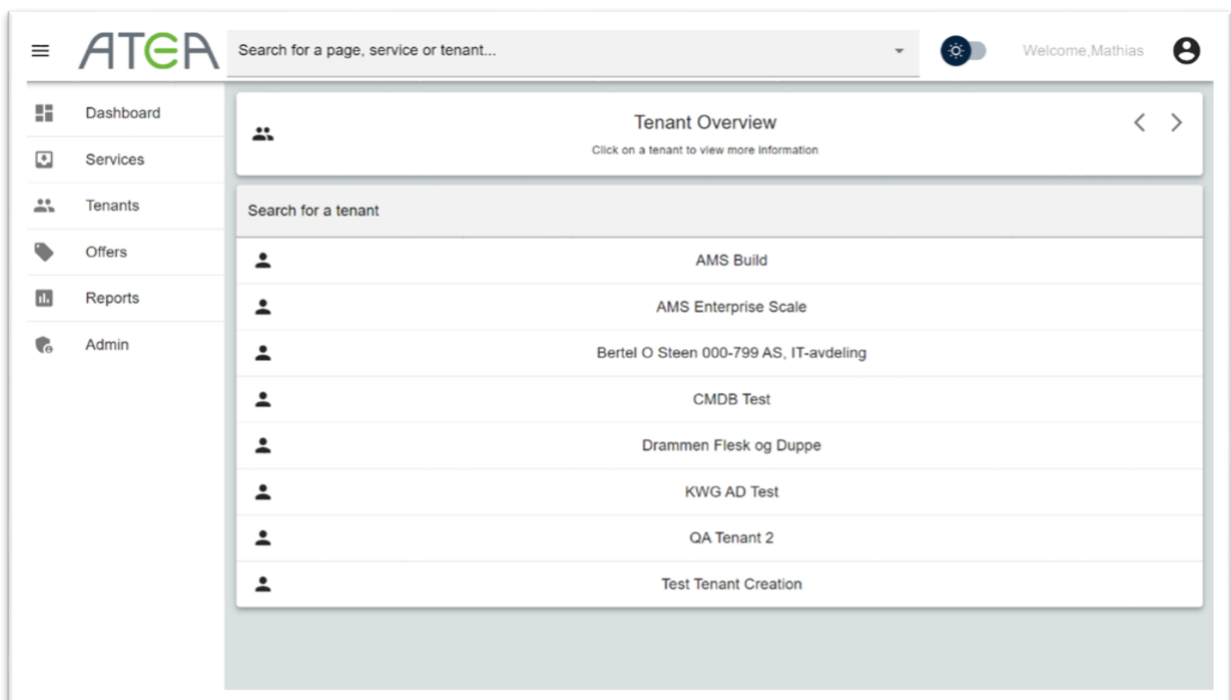 ATEA
Search for a page, service or tenant...
Welcome,Mathias
Dashboard
Services
Tenants
Offers
Reports
Admin
Tenant Overview
Click on a tenant to view more information
Search for a tenant
AMS Build
AMS Enterprise Scale
Bertel O Steen 000-799 AS, IT-avdeling
CMDB Test
Drammen Flesk og Duppe
KWG AD Test
QA Tenant 2
Test Tenant Creation